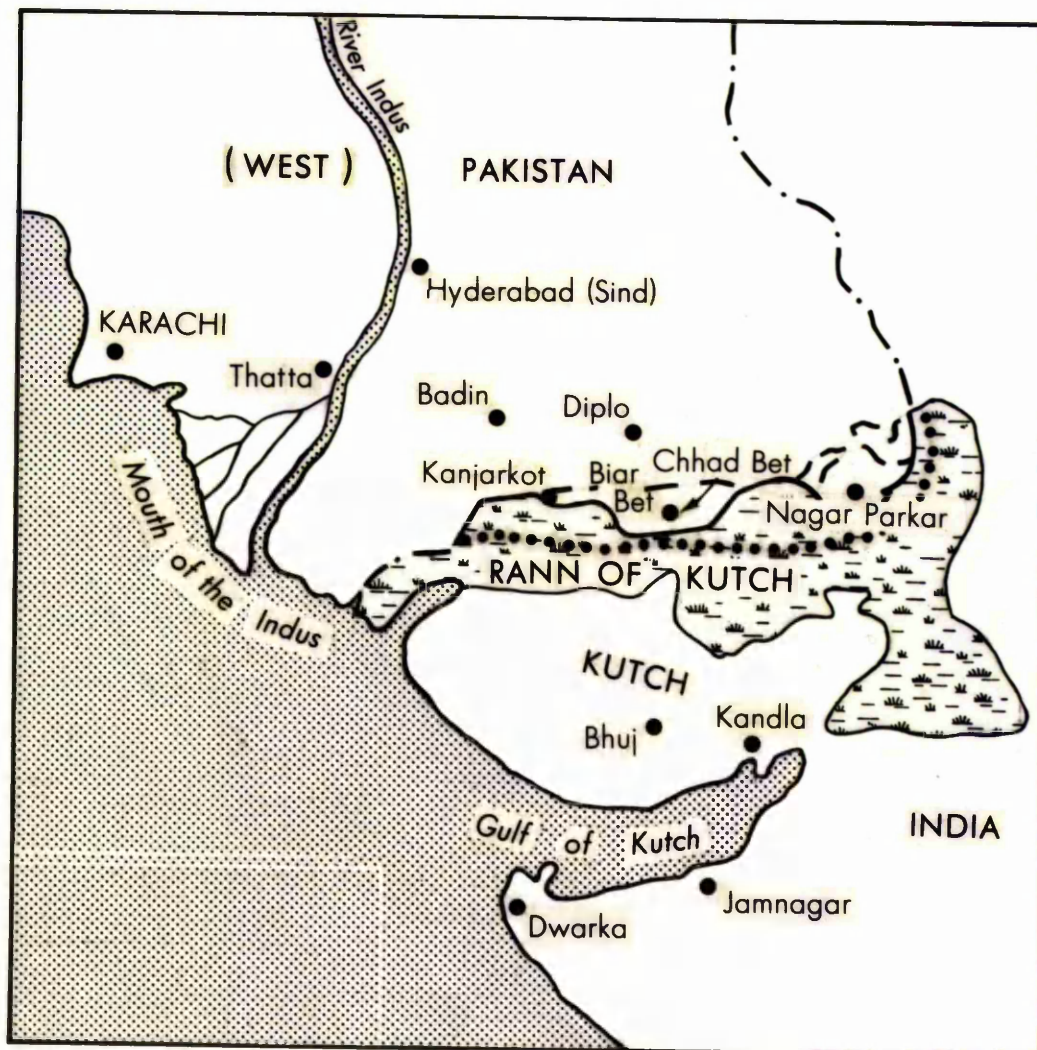 River Indus
(WEST)
PAKISTAN
Hyderabad (Sind)
KARACHI
Thatta
Badin
Diplo
Kanjarkot
Biar
Bet
Chhad Bet
Nagar Parkar
RANN OF KUTCH
Mouth of the Indus
KUTCH
Bhuj
Kandla
Gulf of Kutch
INDIA
Jamnagar
Dwarka